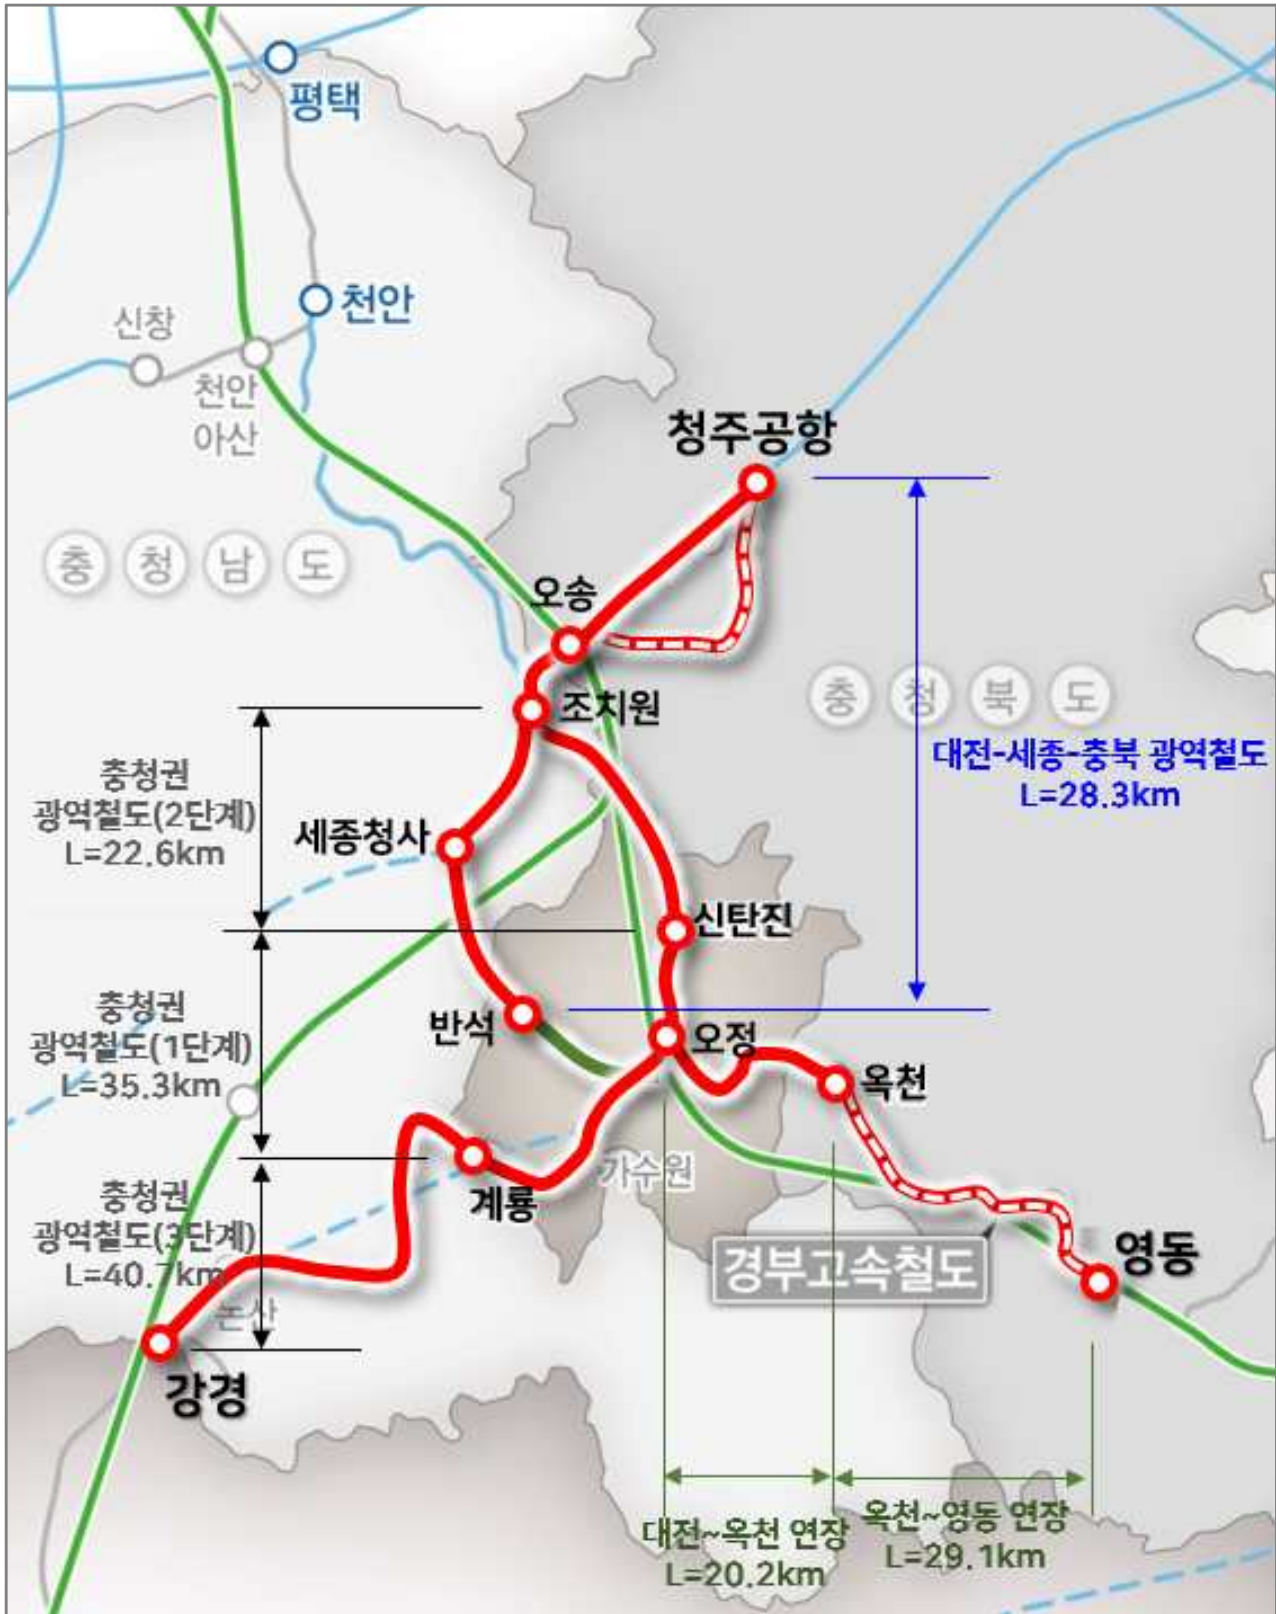 평택
천안
신창
천안
아산
청주공항
충청남도
오송
충청북도
조치원
대전-세종-충북 광역철도
L=28.3km
충청권
광역철도(2단계)
L=22.6km
세종청사
신탄진
충청권
광역철도(1단계)
L=35.3km
반석
오정
옥천
가수원
계룡
충청권
광역철도(3단계)
L=40.7km
경부고속철도
영동
논산
강경
대전~옥천 연장
L=20.2km
옥천~영동 연장
L=29.1km